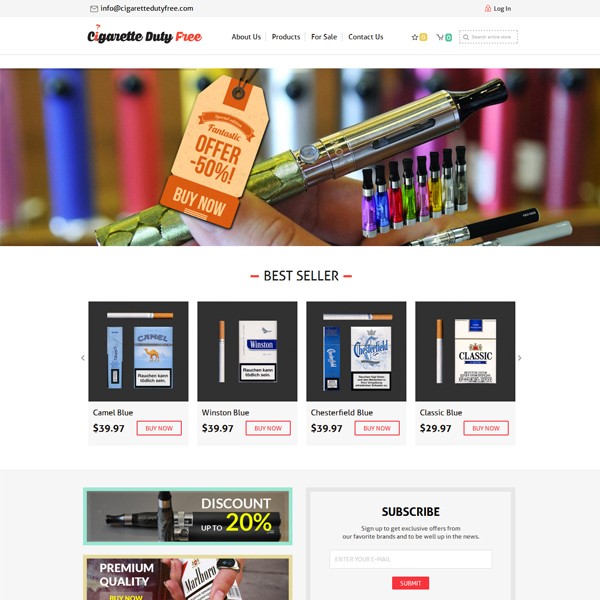 info@cigarettedutyfree.com
Log In
Cigarette Duty Free
About Us
Products
For Sale
Contact Us
0
0
Search entire store
Fantastic
OFFER
-50%!
BUY NOW
BEST SELLER
CAMEL
Rauchen kann
tödlich sein.
Winston
Rauchen kann
tödlich sein.
Chesterfield
CLASSIC
Camel Blue
$39.97
BUY NOW
Winston Blue
$39.97
BUY NOW
Chesterfield Blue
$39.97
BUY NOW
Classic Blue
$29.97
BUY NOW
DISCOUNT
UP TO 20%
PREMIUM
QUALITY
BUY NOW
Marlboro
SUBSCRIBE
Sign up to get exclusive offers from
our favorite brands and to be well up in the news.
ENTER YOUR E-MAIL
SUBMIT